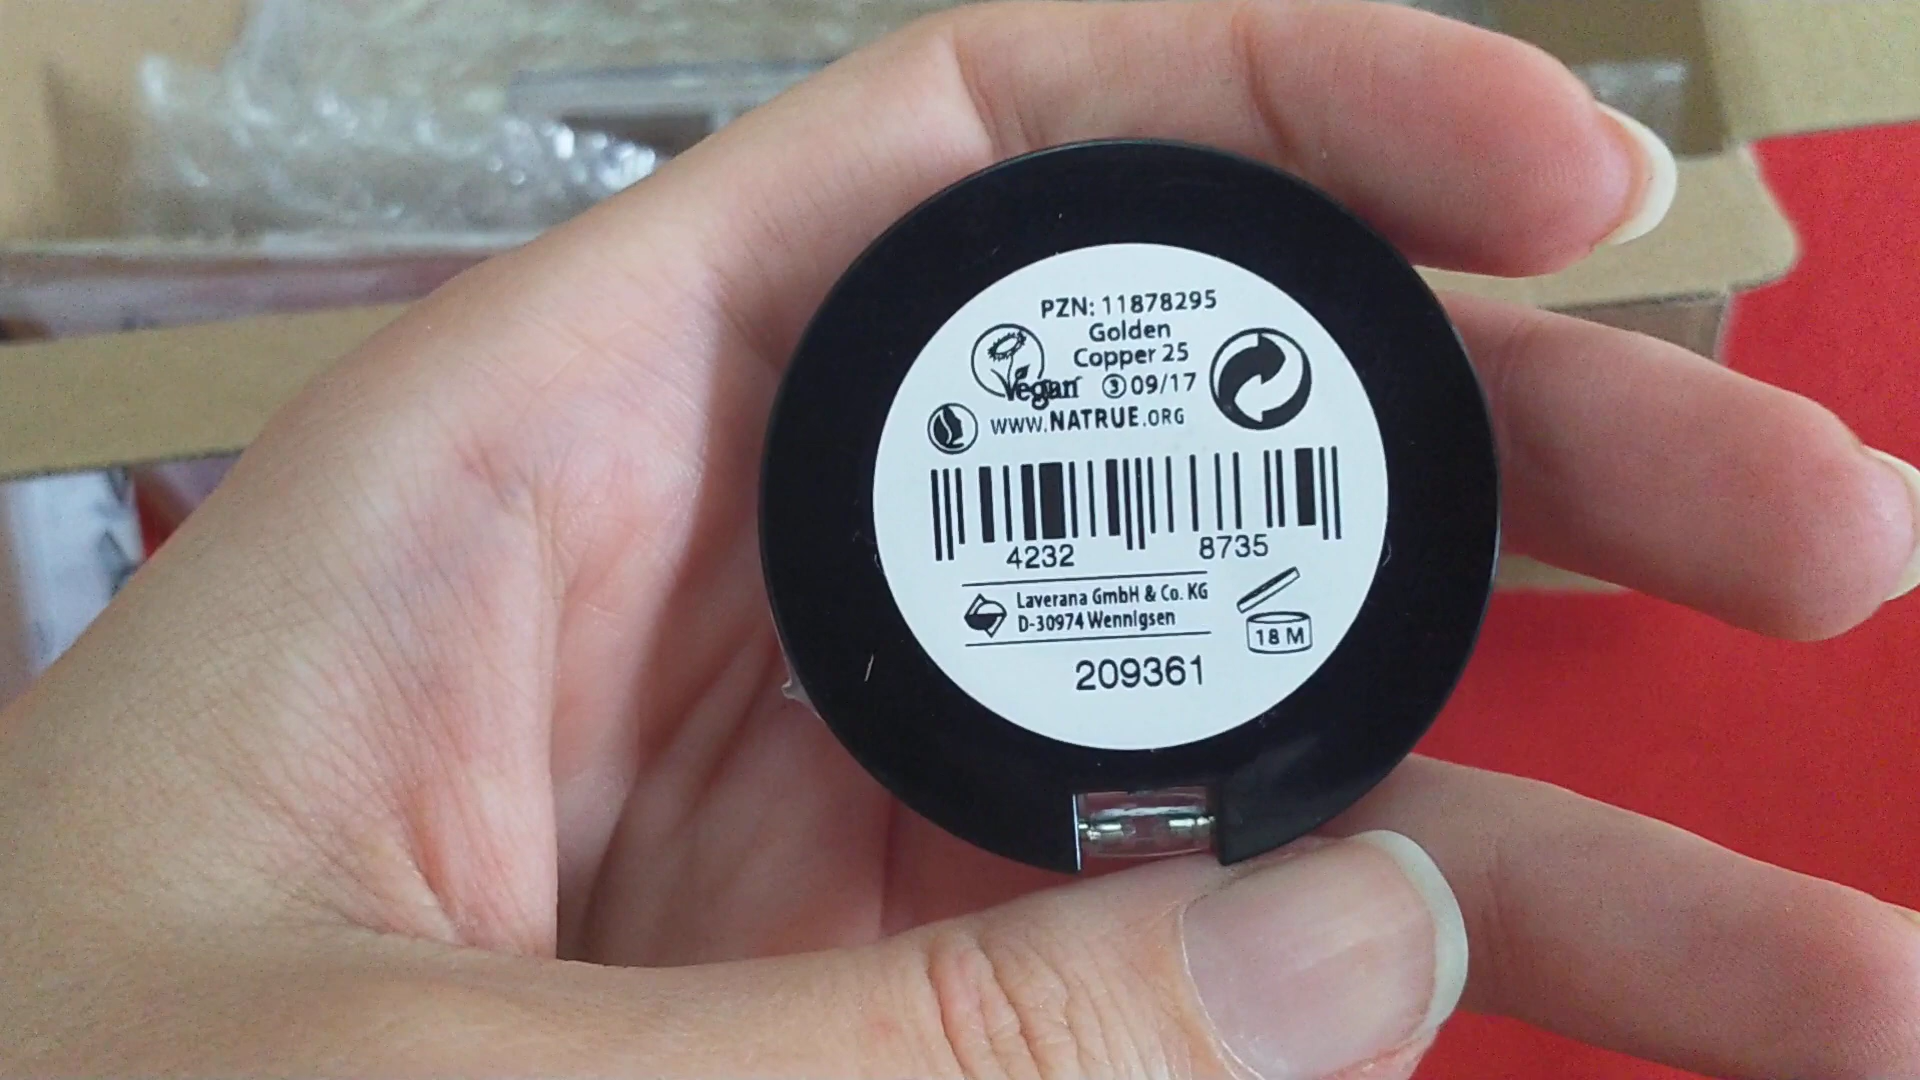 PZN: 11878295
Golden
Copper 25
Vegan ③ 09/17
WWW.NATRUE.ORG
4232 8735
Laverana GmbH & Co. KG
D-30974 Wennigsen
18 M
209361